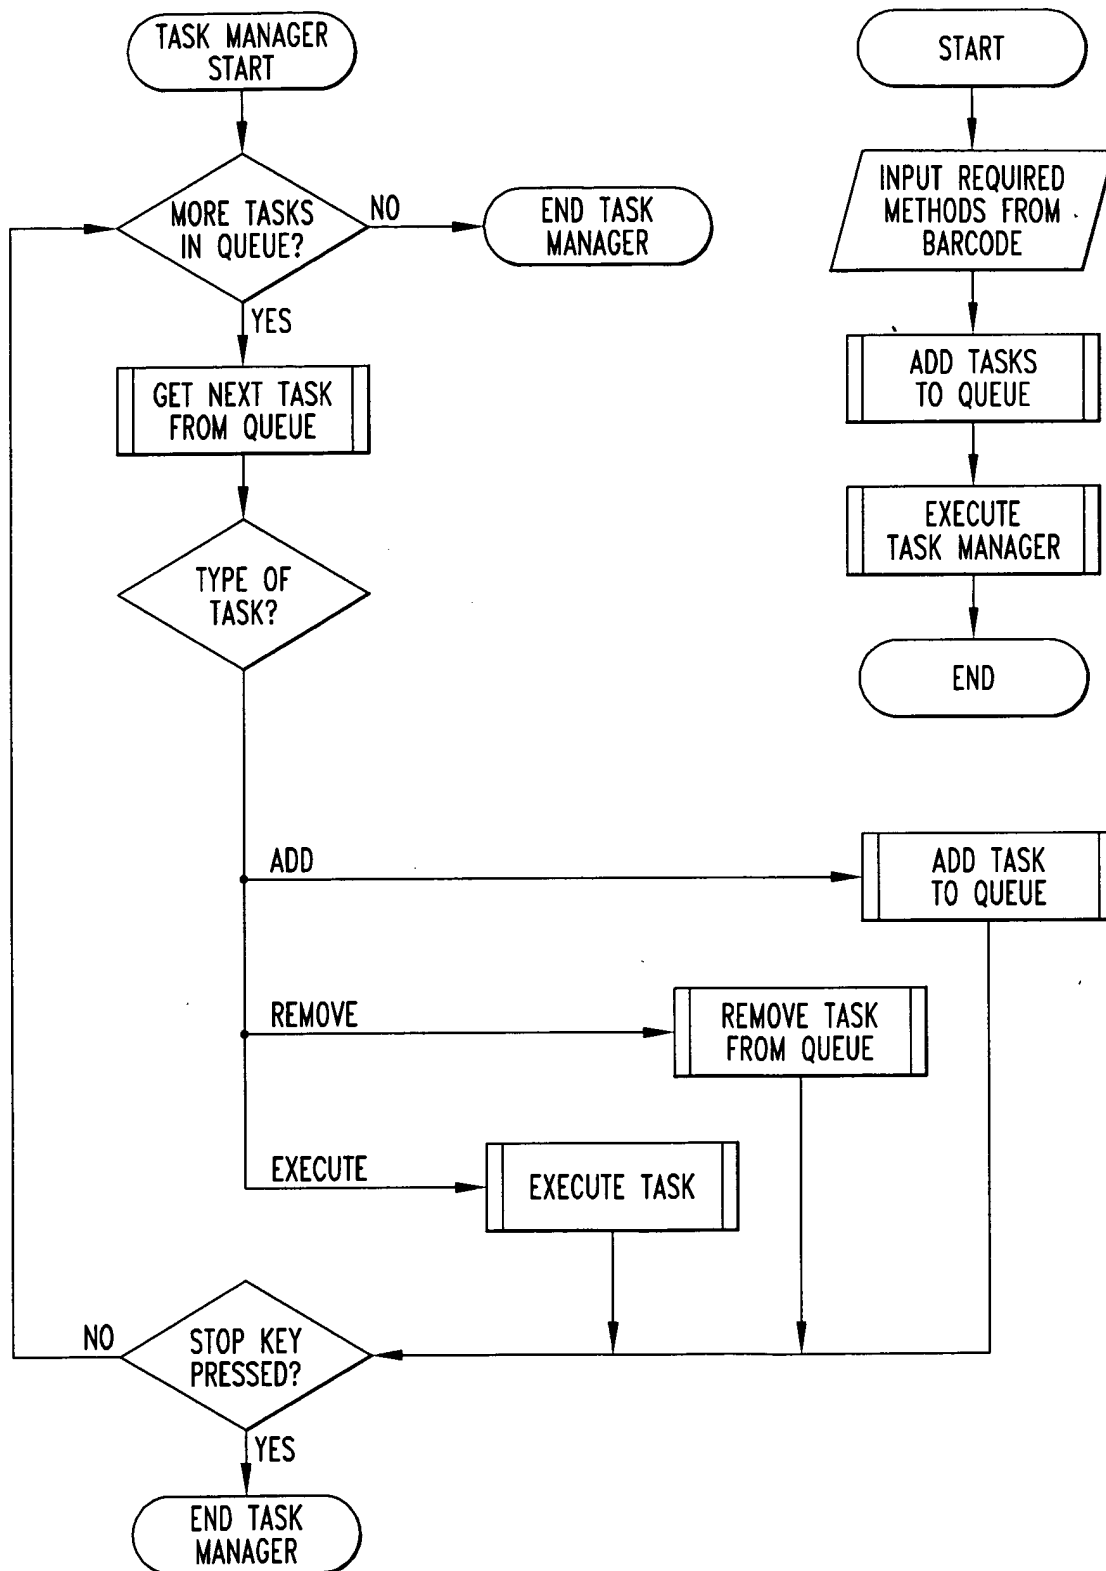 TASK MANAGER
START
MORE TASKS
IN QUEUE?
NO
END TASK
MANAGER
YES
GET NEXT TASK
FROM QUEUE
TYPE OF
TASK?
ADD
ADD TASK
TO QUEUE
REMOVE
REMOVE TASK
FROM QUEUE
EXECUTE
EXECUTE TASK
NO
STOP KEY
PRESSED?
YES
END TASK
MANAGER
START
INPUT REQUIRED
METHODS FROM
BARCODE
ADD TASKS
TO QUEUE
EXECUTE
TASK MANAGER
END